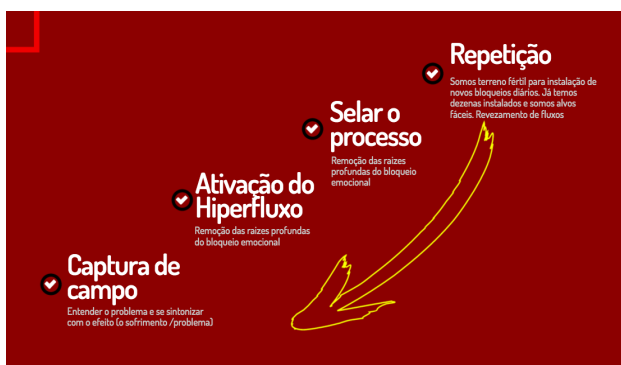 Repetição
Somos terreno fértil para instalação de
novos bloqueios diários. Já temos
dezenas instalados e somos alvos
fáceis. Revezamento de fluxos
Selar o
processo
Remoção das raizes
profundas do bloqueio
emocional
Ativação do
Hiperfluxo
Remoção das raizes profundas
do bloqueio emocional
Captura de
campo
Entender o problema e se sintonizar
com o efeito (o sofrimento /problema)